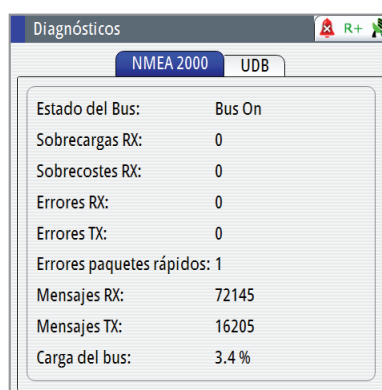 Diagnósticos R+
NMEA 2000 UDB
Estado del Bus: Bus On
Sobrecargas RX: 0
Sobrecostes RX: 0
Errores RX: 0
Errores TX: 0
Errores paquetes rápidos: 1
Mensajes RX: 72145
Mensajes TX: 16205
Carga del bus: 3.4 %